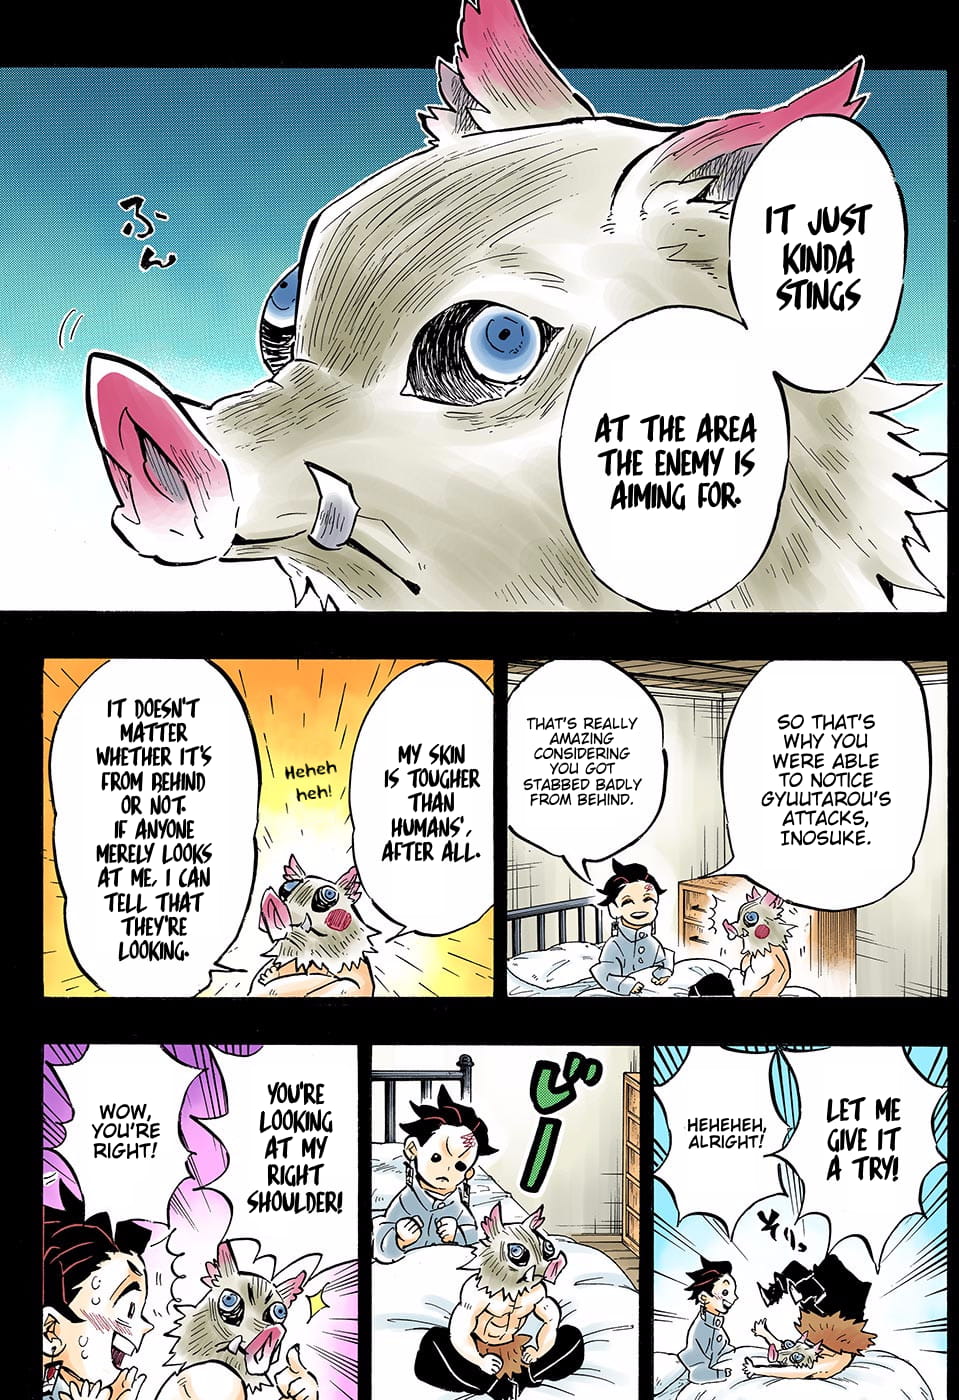 IT JUST
KINDA
STINGS
AT THE AREA
THE ENEMY IS
AIMING FOR.
ふ
ん
SO THAT'S
WHY YOU
WERE ABLE
TO NOTICE
GYUUTAROU'S
ATTACKS,
INOSUKE.
THAT'S REALLY
AMAZING
CONSIDERING
YOU GOT
STABBED BADLY
FROM BEHIND.
MY SKIN
IS TOUGHER
THAN
HUMANS',
AFTER ALL.
Heheh
heh!
IT DOESN'T
MATTER
WHETHER IT'S
FROM BEHIND
OR NOT.
IF ANYONE
MERELY LOOKS
AT ME, I CAN
TELL THAT
THEY'RE
LOOKING.
LET ME
GIVE IT
A TRY!
HEHEHEH,
ALRIGHT!
じー
YOU'RE
LOOKING
AT MY
RIGHT
SHOULDER!
WOW,
YOU'RE
RIGHT!